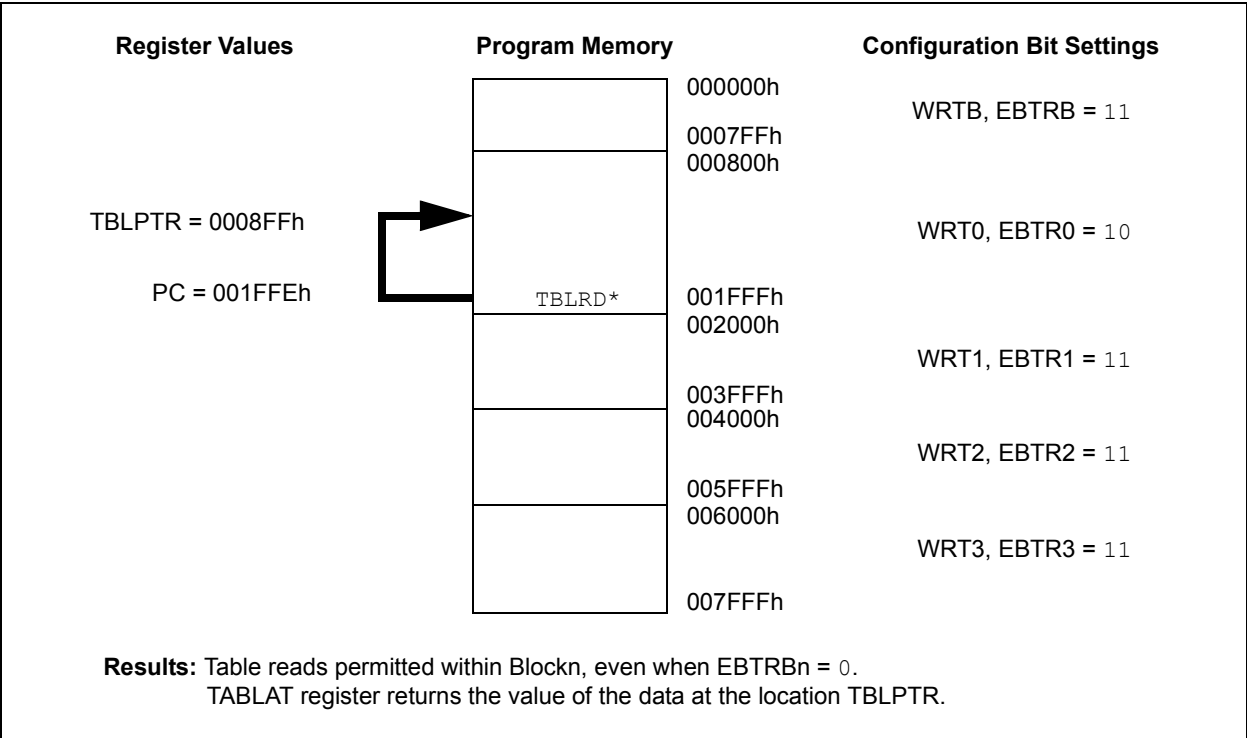 Register Values Program Memory Configuration Bit Settings
000000h
WRTB, EBTRB = 11
0007FFh
000800h
TBLPTR = 0008FFh
WRT0, EBTR0 = 10
PC = 001FFEh
TBLRD*
001FFFh
002000h
WRT1, EBTR1 = 11
003FFFh
004000h
WRT2, EBTR2 = 11
005FFFh
006000h
WRT3, EBTR3 = 11
007FFFh
Results: Table reads permitted within Blockn, even when EBTRBn = 0.
TABLAT register returns the value of the data at the location TBLPTR.